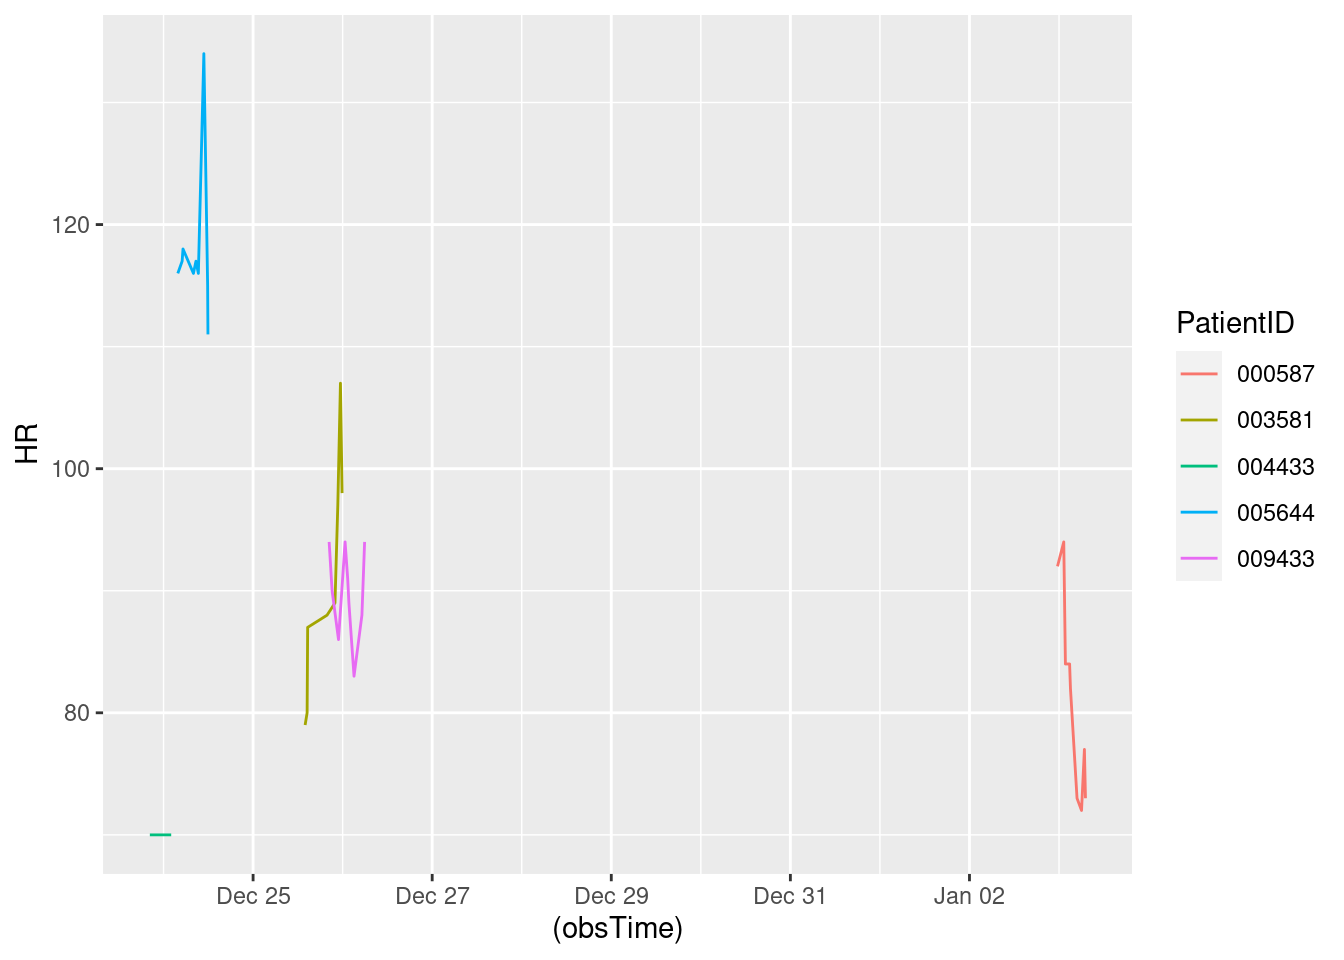 HR
120
100
80
Dec 25
Dec 27
Dec 29
Dec 31
Jan 02
(obsTime)
PatientID
000587
003581
004433
005644
009433